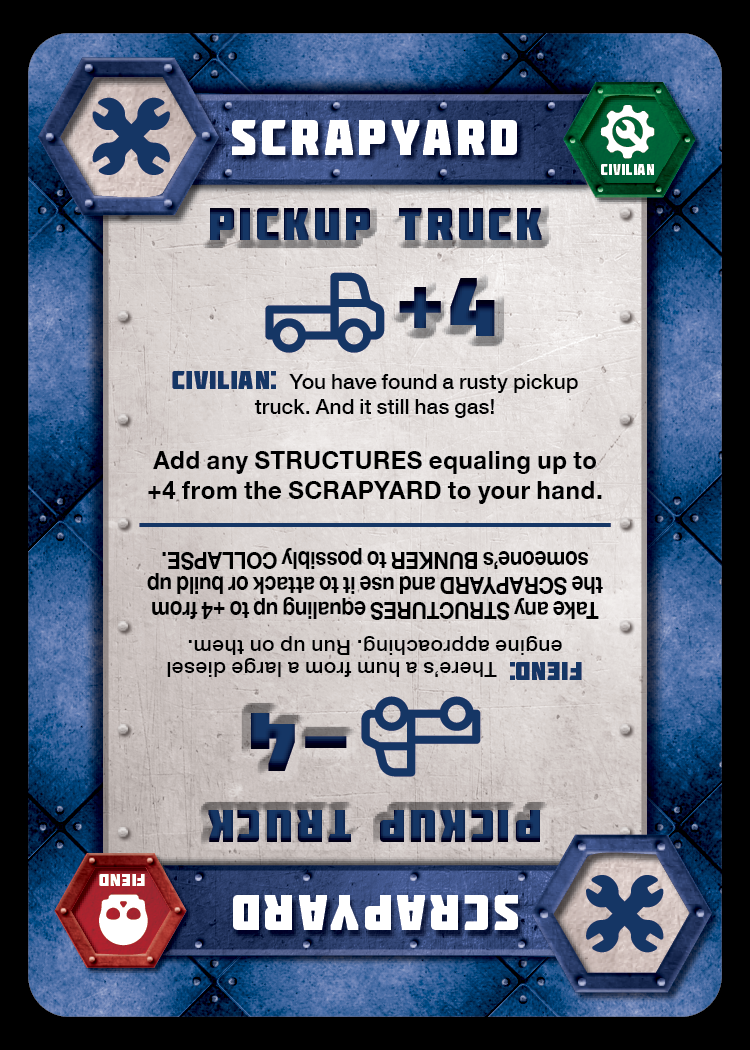 SCRAPYARD
CIVILIAN
PICKUP TRUCK
+4
CIVILIAN: You have found a rusty pickup
truck. And it still has gas!
Add any STRUCTURES equaling up to
+4 from the SCRAPYARD to your hand.
SCRAPYARD
FIEND
PICKUP TRUCK
-4
FIEND: There's a hum from a large diesel
engine approaching. Run up on them.
Take any STRUCTURES equaling up to +4 from
the SCRAPYARD and use it to attack or build up
someone's BUNKER to possibly COLLAPSE.